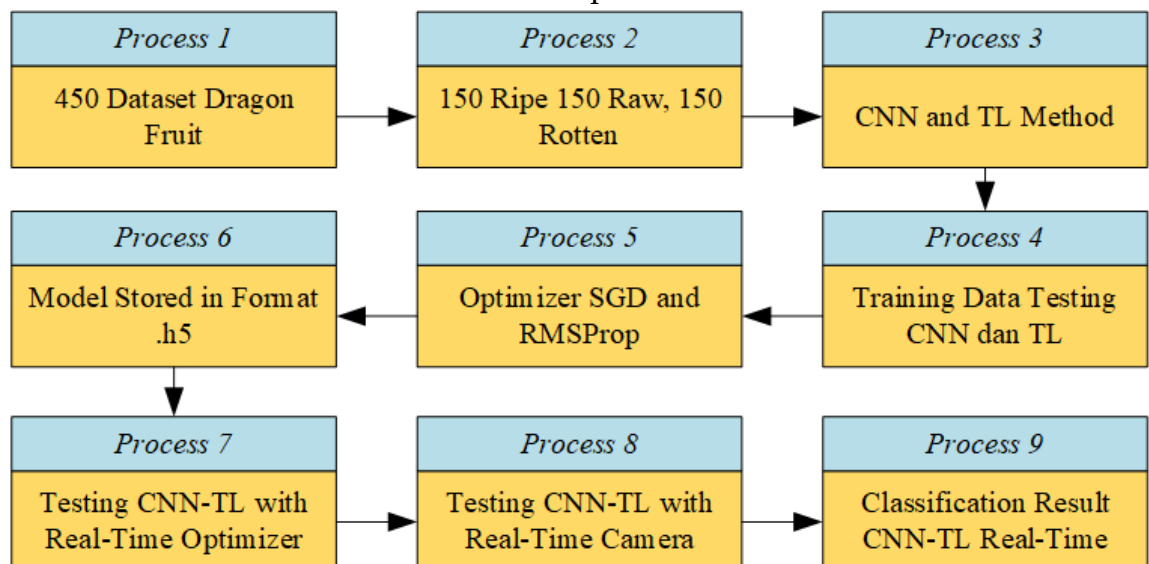 Process 1
450 Dataset Dragon
Fruit
Process 2
150 Ripe 150 Raw, 150
Rotten
Process 3
CNN and TL Method
Process 4
Training Data Testing
CNN dan TL
Process 5
Optimizer SGD and
RMSProp
Process 6
Model Stored in Format
.h5
Process 7
Testing CNN-TL with
Real-Time Optimizer
Process 8
Testing CNN-TL with
Real-Time Camera
Process 9
Classification Result
CNN-TL Real-Time